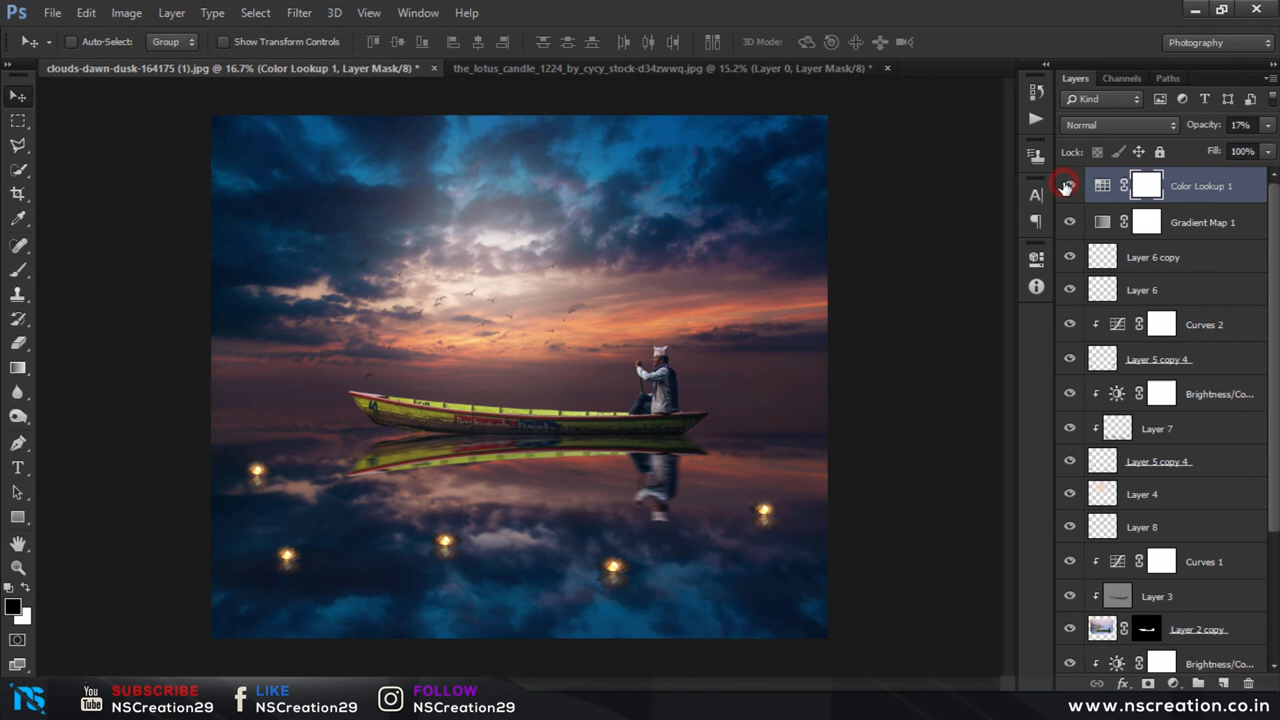 Ps File Edit Image Layer Type Select Filter 3D View Window Help
Auto-Select: Group Show Transform Controls 3D Mode: Photography
clouds-dawn-dusk-164175 (1).jpg @ 16.7% (Color Lookup 1, Layer Mask/8) * × the_lotus_candle_1224_by_cycy_stock-d34zwwq.jpg @ 15.2% (Layer 0, Layer Mask/8) * ×
Layers Channels Paths
Kind
Normal Opacity: 17%
Lock: Fill: 100%
Color Lookup 1
Gradient Map 1
Layer 6 copy
Layer 6
Curves 2
Layer 5 copy 4
Brightness/Co...
Layer 7
Layer 5 copy 4
Layer 4
Layer 8
Curves 1
Layer 3
Layer 2 copy
Brightness/Co...
NS You Tube SUBSCRIBE NSCreation29 LIKE NSCreation29 FOLLOW NSCreation29 www.nscreation.co.in